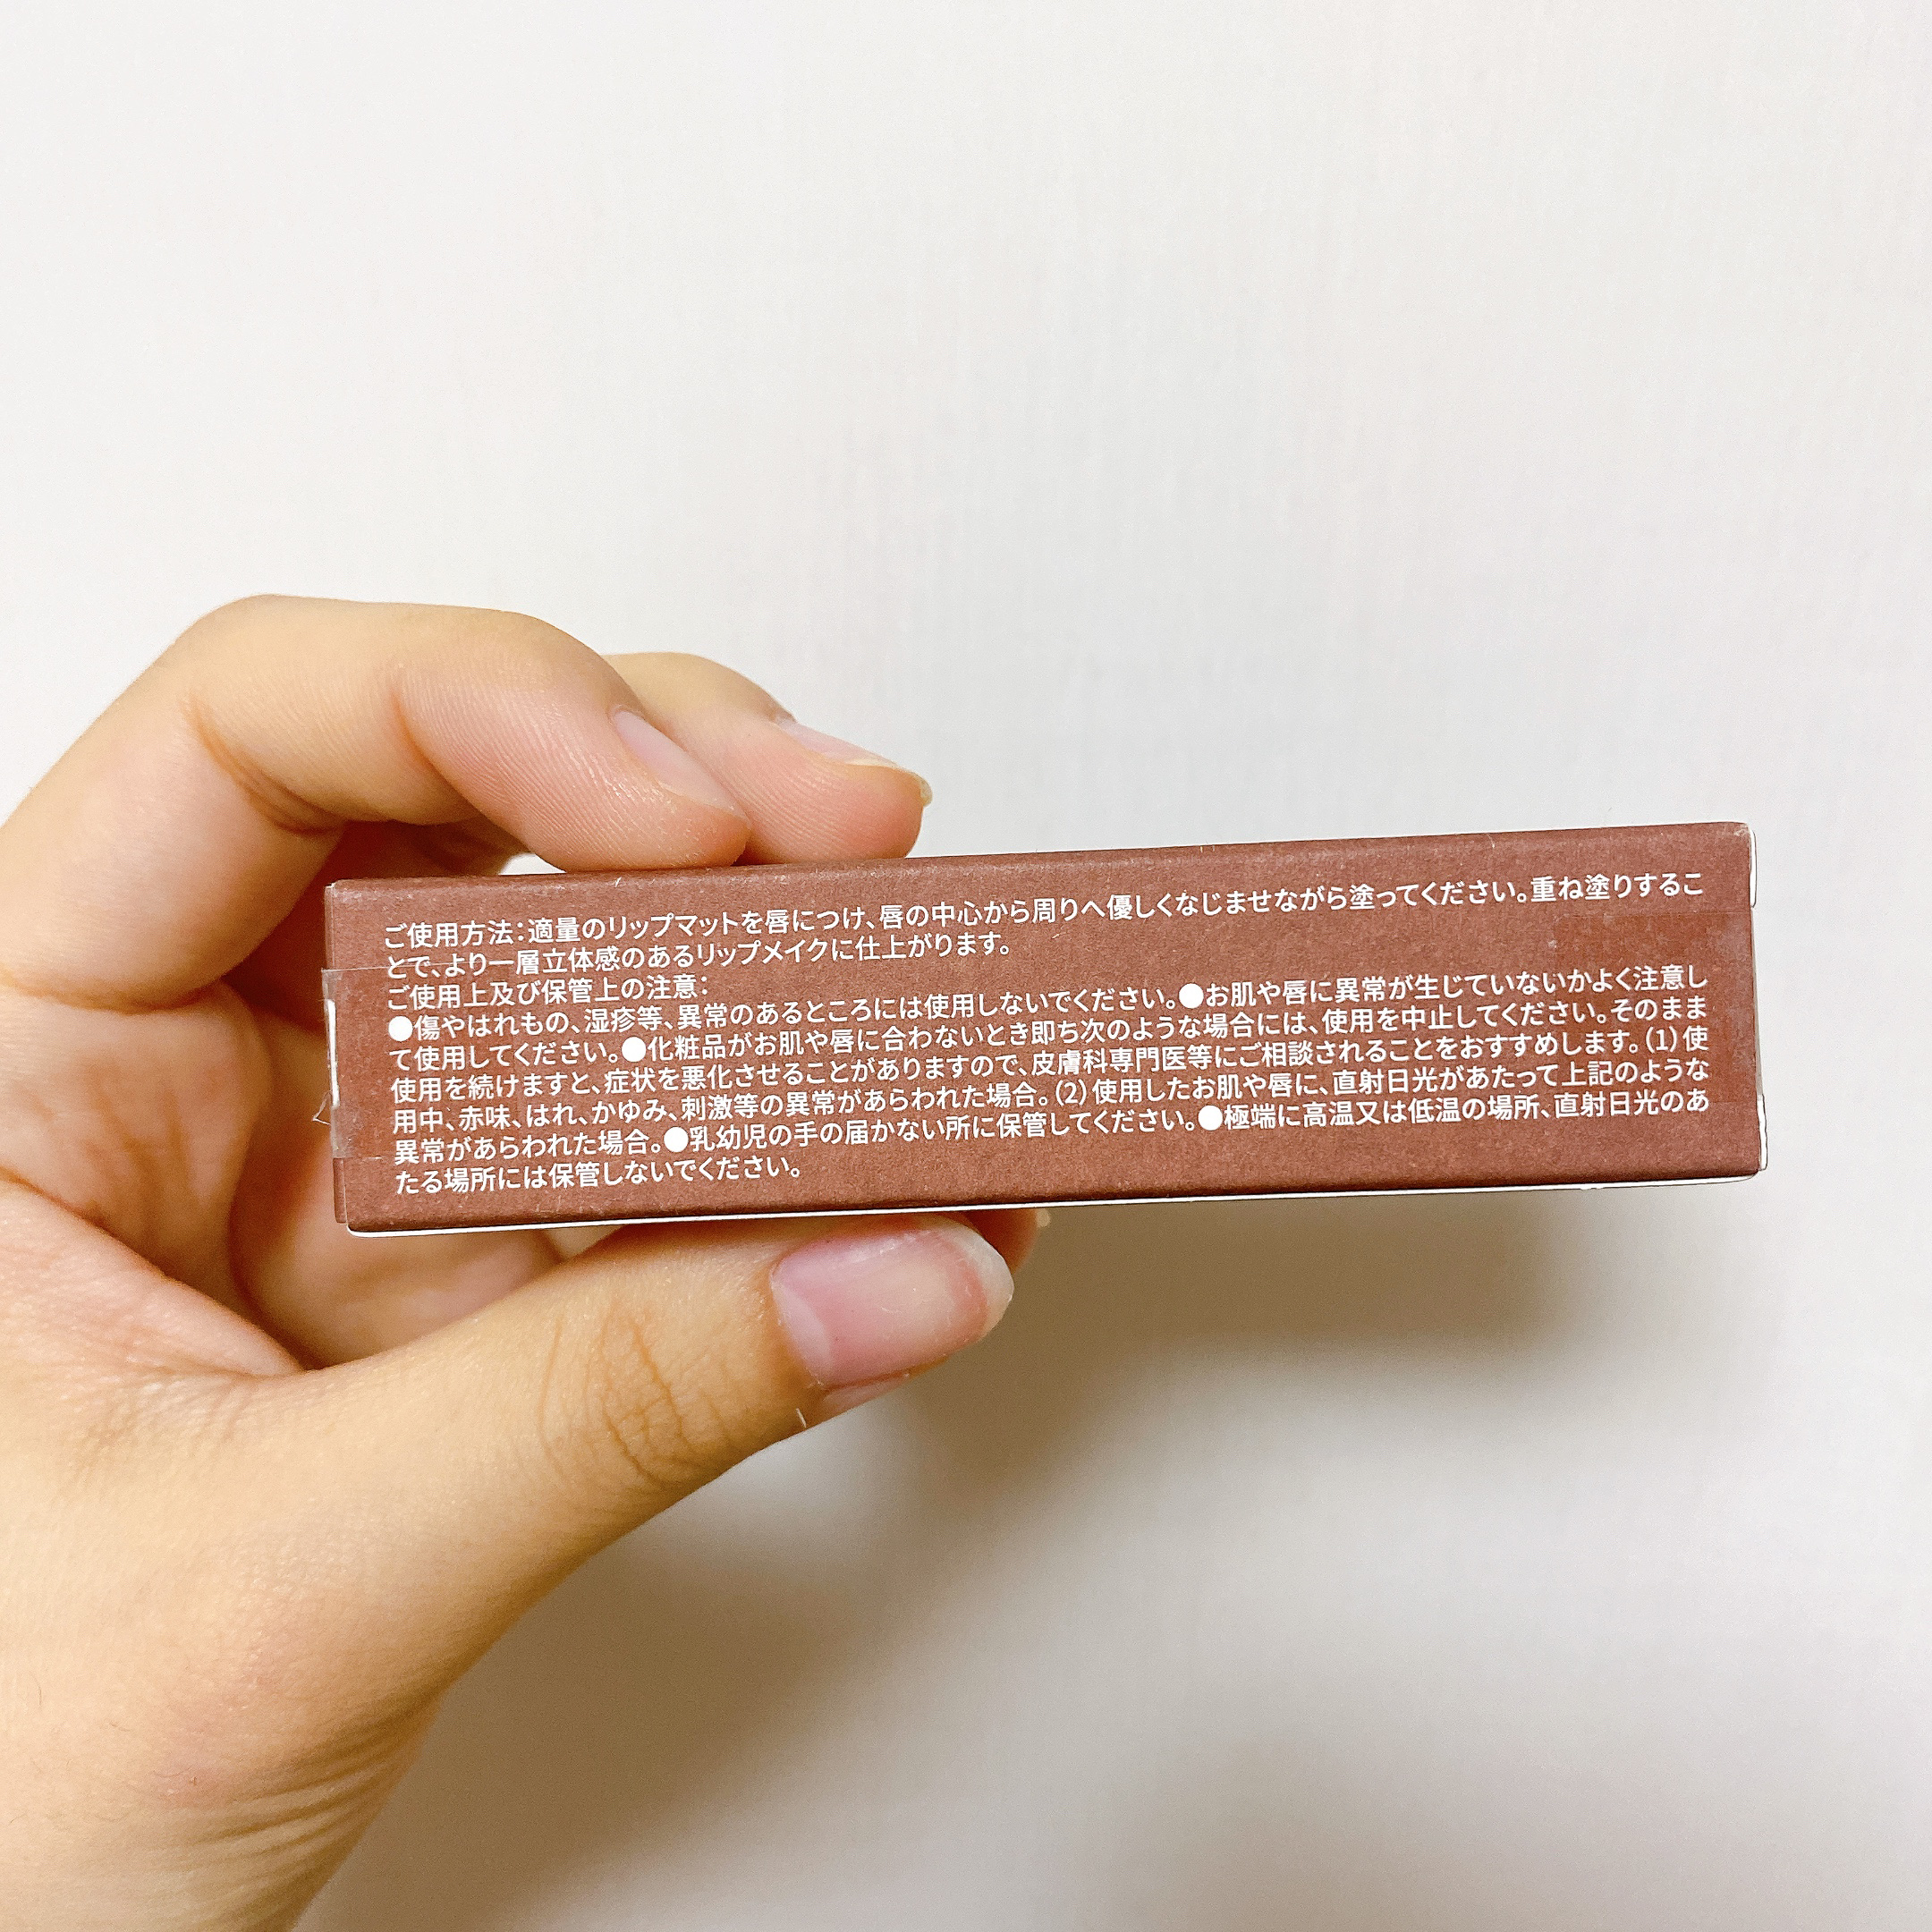 ご使用方法：適量のリップマットを唇につけ、唇の中心から周りへ優しくなじませながら塗ってください。重ね塗りするこ
とで、より一層立体感のあるリップメイクに仕上がります。
ご使用上及び保管上の注意：
●傷やはれもの、湿疹等、異常のあるところには使用しないでください。●お肌や唇に異常が生じていないかよく注意し
て使用してください。●化粧品がお肌や唇に合わないとき即ち次のような場合には、使用を中止してください。そのまま
使用を続けますと、症状を悪化させることがありますので、皮膚科専門医等にご相談されることをおすすめします。（1）使
用中、赤味、はれ、かゆみ、刺激等の異常があらわれた場合。（2）使用したお肌や唇に、直射日光があたって上記のような
異常があらわれた場合。●乳幼児の手の届かない所に保管してください。●極端に高温又は低温の場所、直射日光のあ
たる場所には保管しないでください。